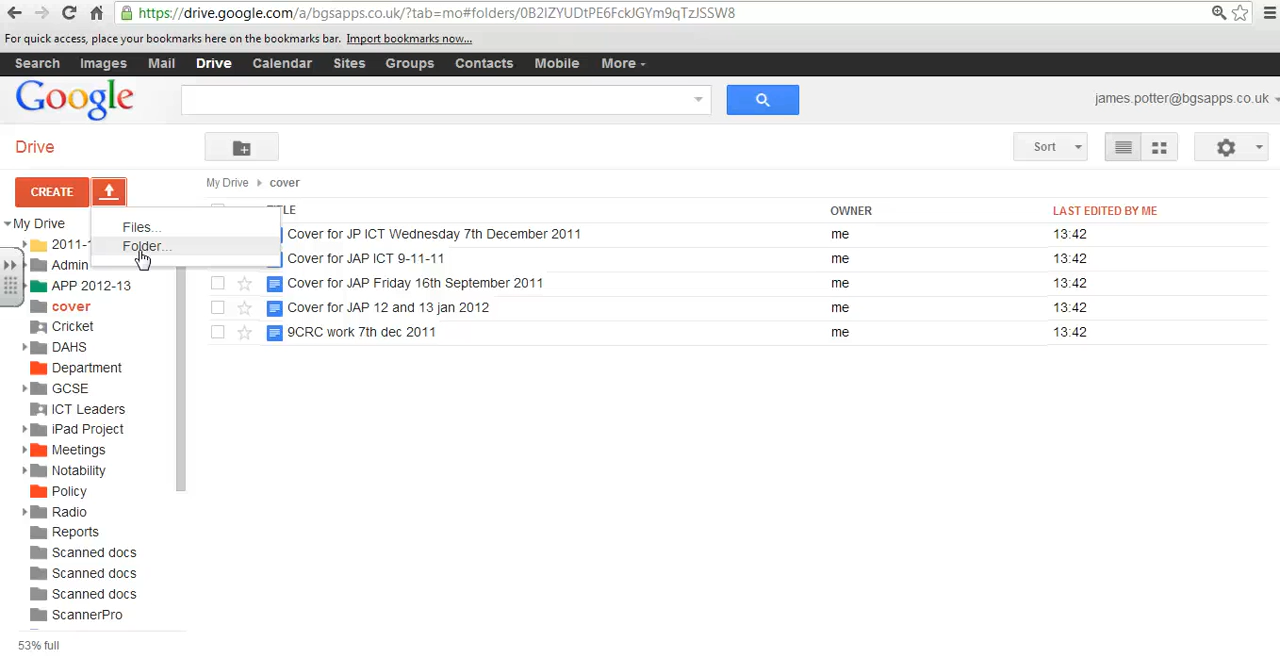 https://drive.google.com/a/bgsapps.co.uk/?tab=mo#folders/0B2IZYUDtPE6FckJGYm9qTzJSSW8
For quick access, place your bookmarks here on the bookmarks bar. Import bookmarks now...
Search Images Mail Drive Calendar Sites Groups Contacts Mobile More
Google
james.potter@bgsapps.co.uk
Drive
Sort
CREATE
My Drive cover
Files...
Folder...
TITLE OWNER LAST EDITED BY ME
Cover for JP ICT Wednesday 7th December 2011 me 13:42
Cover for JAP ICT 9-11-11 me 13:42
Cover for JAP Friday 16th September 2011 me 13:42
Cover for JAP 12 and 13 jan 2012 me 13:42
9CRC work 7th dec 2011 me 13:42
My Drive
2011-1
Admin
APP 2012-13
cover
Cricket
DAHS
Department
GCSE
ICT Leaders
iPad Project
Meetings
Notability
Policy
Radio
Reports
Scanned docs
Scanned docs
Scanned docs
ScannerPro
53% full